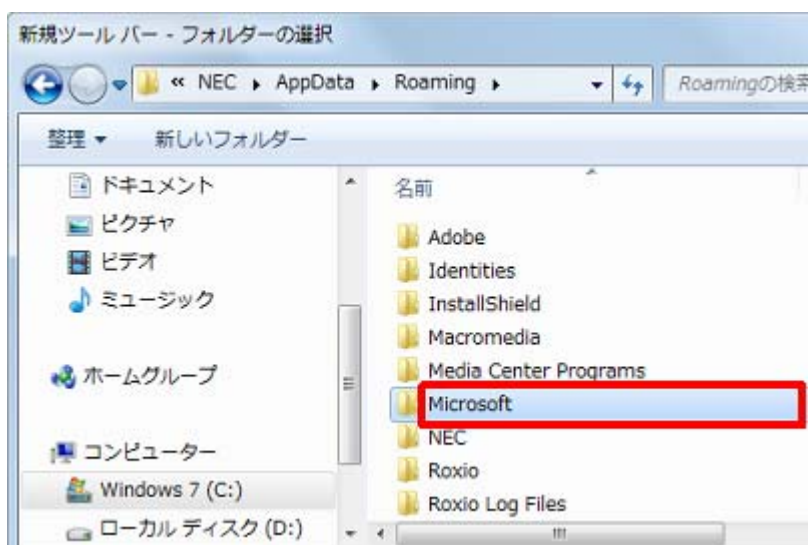 新規ツール バー - フォルダーの選択
« NEC ▸ AppData ▸ Roaming ▸ Roamingの検索
整理 ▼ 新しいフォルダー
ドキュメント
ピクチャ
ビデオ
ミュージック
ホームグループ
コンピューター
Windows 7 (C:)
ローカル ディスク (D:)
名前
Adobe
Identities
InstallShield
Macromedia
Media Center Programs
Microsoft
NEC
Roxio
Roxio Log Files